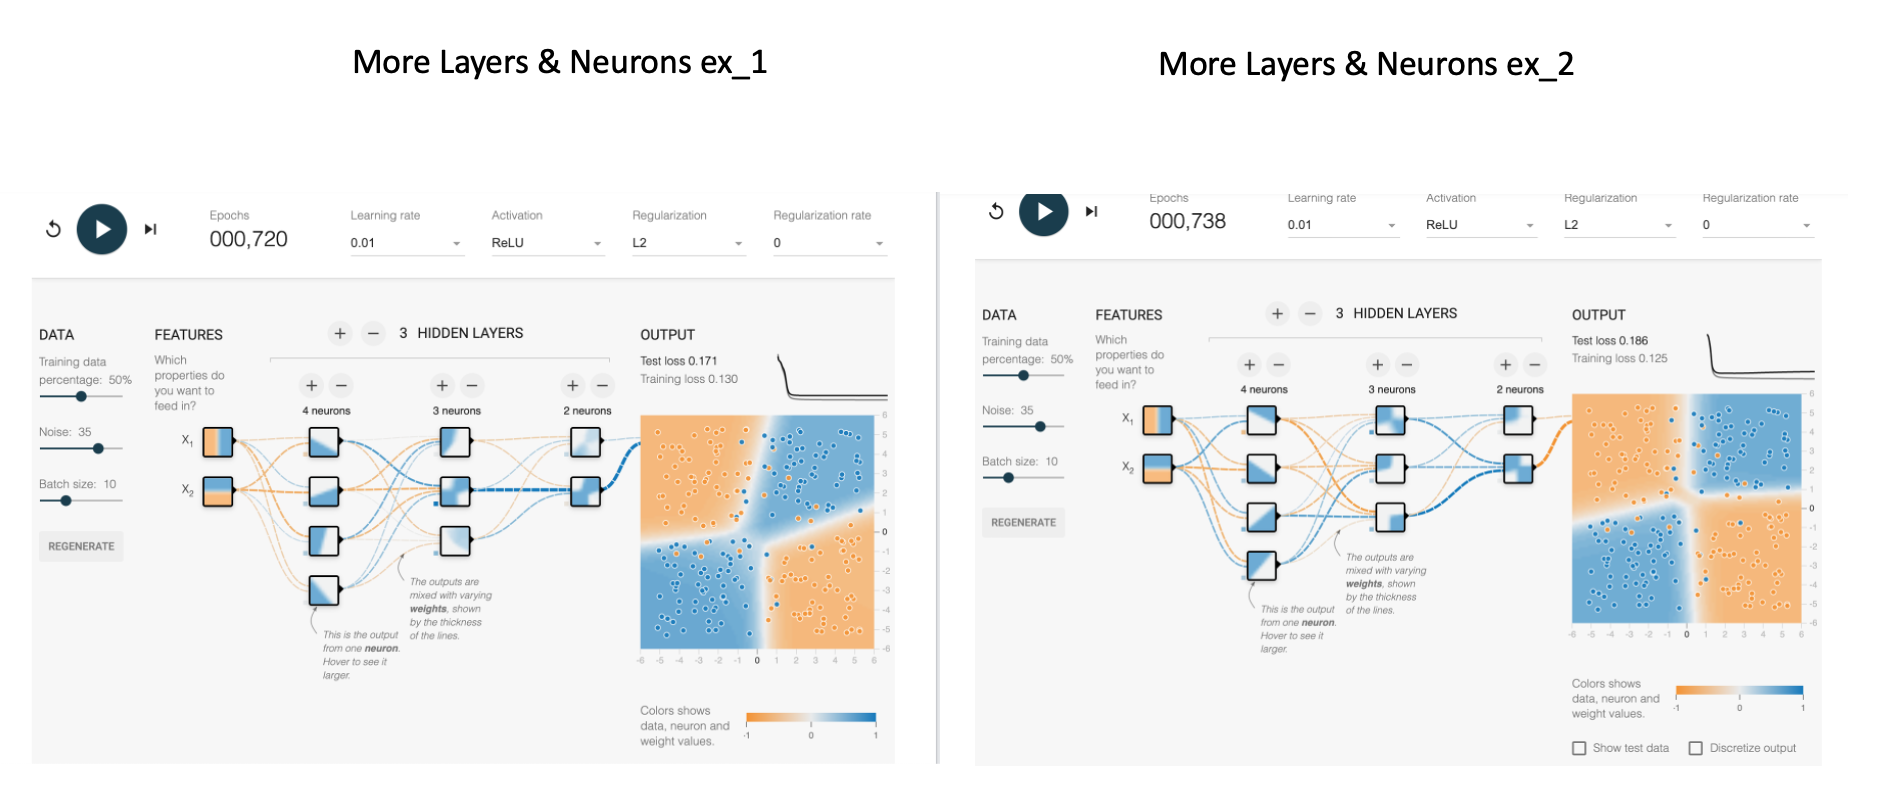 More Layers & Neurons ex_1
Epochs
000,720
Learning rate
0.01
Activation
ReLU
Regularization
L2
Regularization rate
0
DATA
Training data
percentage: 50%
Noise: 35
Batch size: 10
REGENERATE
FEATURES
Which
properties do
you want to
feed in?
X1
X2
+ − 3 HIDDEN LAYERS
+ −
4 neurons
+ −
3 neurons
+ −
2 neurons
The outputs are
mixed with varying
weights, shown
by the thickness
of the lines.
This is the output
from one neuron.
Hover to see it
larger.
OUTPUT
Test loss 0.171
Training loss 0.130
6
5
4
3
2
1
0
-1
-2
-3
-4
-5
-6
-6 -5 -4 -3 -2 -1 0 1 2 3 4 5 6
Colors shows
data, neuron and
weight values.
-1 0 1
More Layers & Neurons ex_2
Epochs
000,738
Learning rate
0.01
Activation
ReLU
Regularization
L2
Regularization rate
0
DATA
Training data
percentage: 50%
Noise: 35
Batch size: 10
REGENERATE
FEATURES
Which
properties do
you want to
feed in?
X1
X2
+ − 3 HIDDEN LAYERS
+ −
4 neurons
+ −
3 neurons
+ −
2 neurons
The outputs are
mixed with varying
weights, shown
by the thickness
of the lines.
This is the output
from one neuron.
Hover to see it
larger.
OUTPUT
Test loss 0.186
Training loss 0.125
6
5
4
3
2
1
0
-1
-2
-3
-4
-5
-6
-6 -5 -4 -3 -2 -1 0 1 2 3 4 5 6
Colors shows
data, neuron and
weight values.
-1 0 1
Show test data
Discretize output